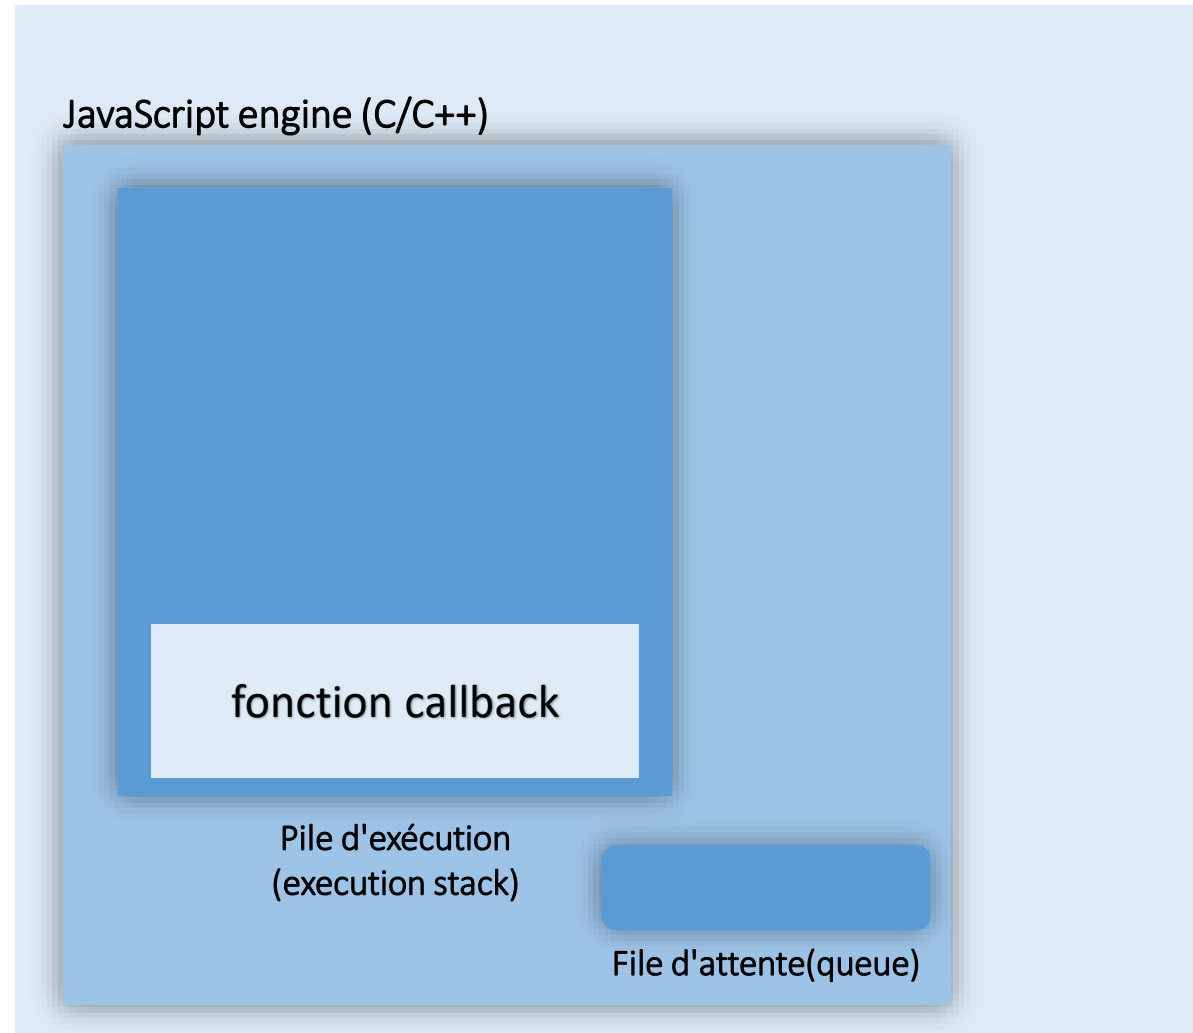 JavaScript engine (C/C++)
fonction callback
Pile d'exécution
(execution stack)
File d'attente(queue)